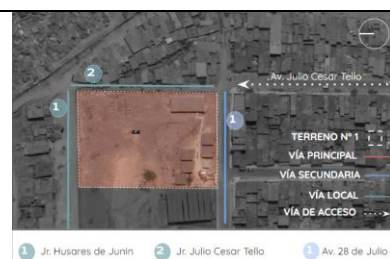 2
Av. Julio Cesar Tello
1
1
TERRENO N° 1
VÍA PRINCIPAL
VÍA SECUNDARIA
VÍA LOCAL
VÍA DE ACCESO
1 Jr. Husares de Junin 2 Jr. Julio Cesar Tello 1 Av. 28 de Julio